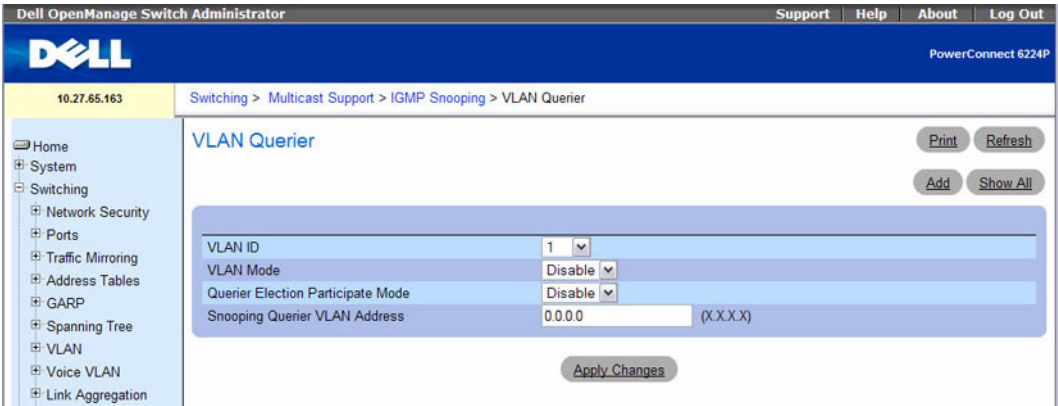 Dell OpenManage Switch Administrator
Support | Help | About | Log Out
DELL
PowerConnect 6224P
10.27.65.163
Switching > Multicast Support > IGMP Snooping > VLAN Querier
Home
System
Switching
Network Security
Ports
Traffic Mirroring
Address Tables
GARP
Spanning Tree
VLAN
Voice VLAN
Link Aggregation
VLAN Querier
Print Refresh
Add Show All
VLAN ID 1
VLAN Mode Disable
Querier Election Participate Mode Disable
Snooping Querier VLAN Address 0.0.0.0 (X.X.X.X)
Apply Changes